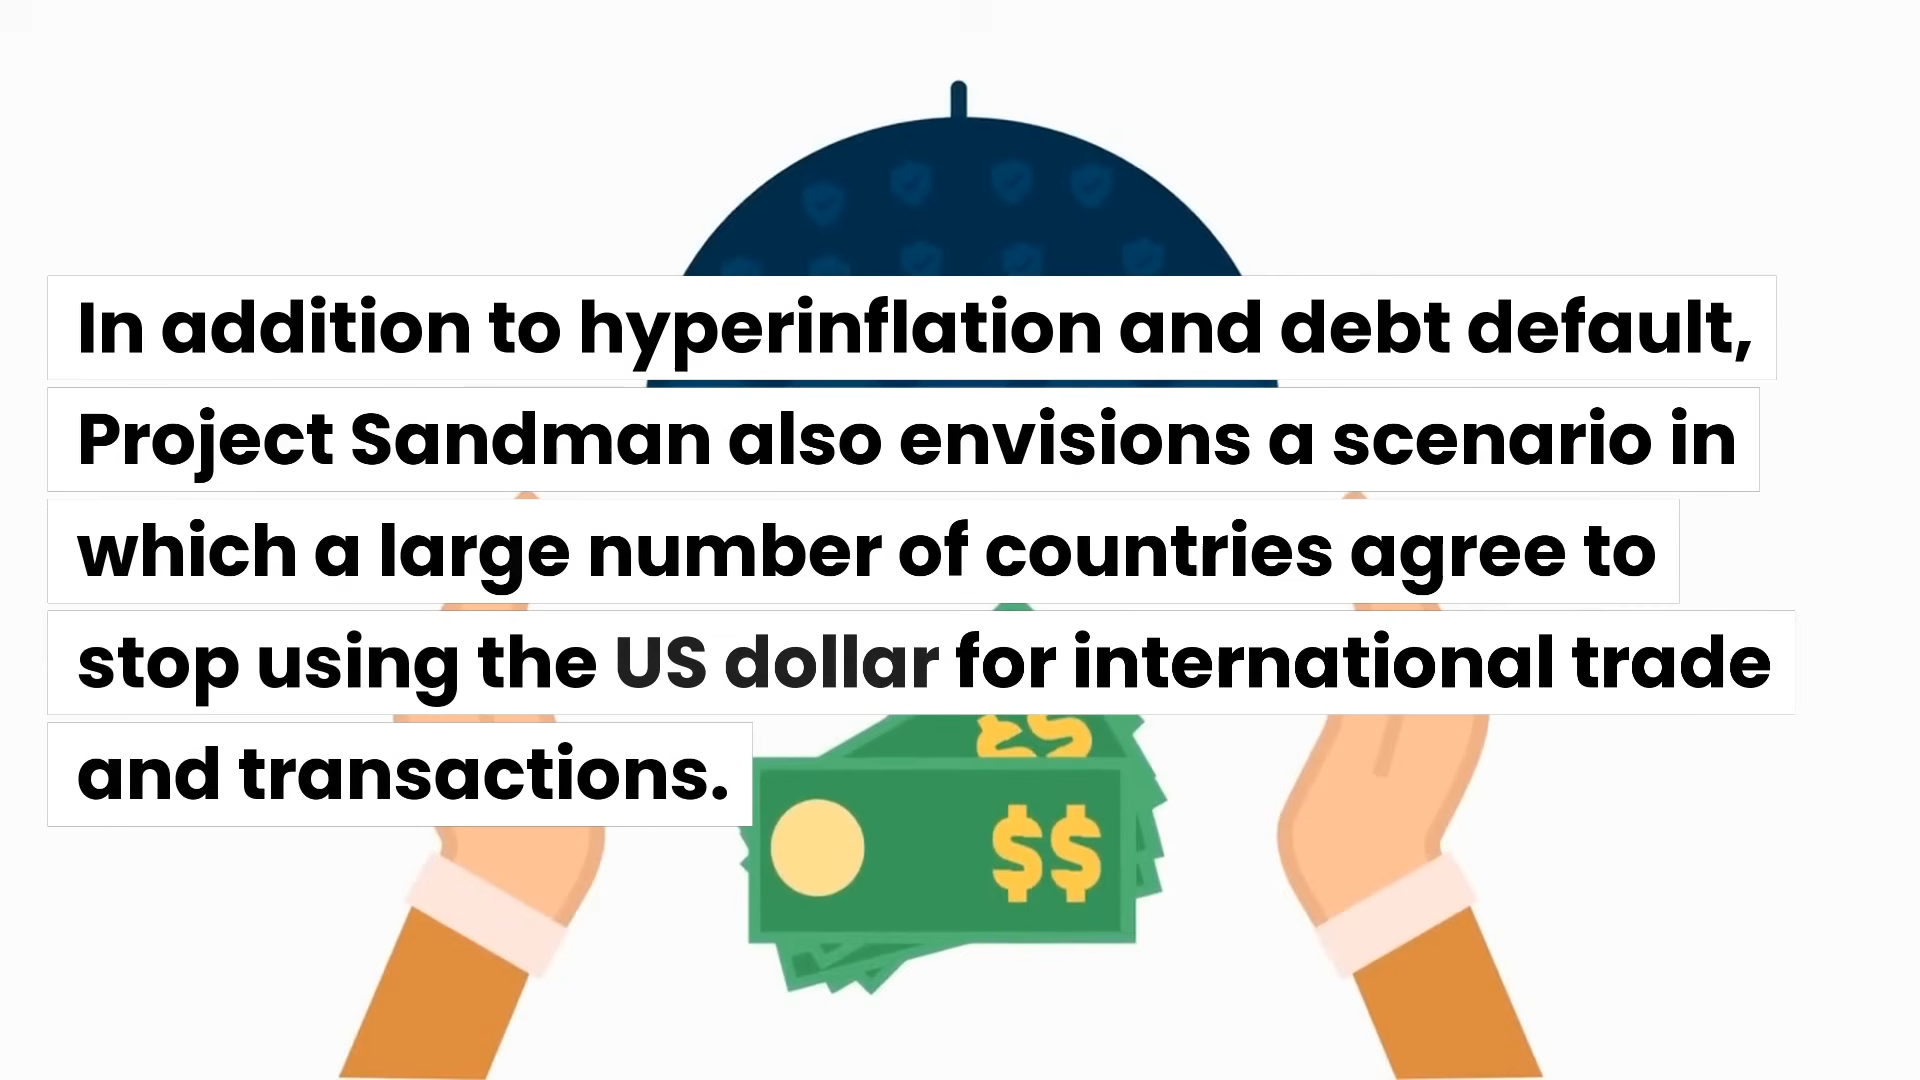 In addition to hyperinflation and debt default,
Project Sandman also envisions a scenario in
which a large number of countries agree to
stop using the US dollar for international trade
and transactions.
$$
$$